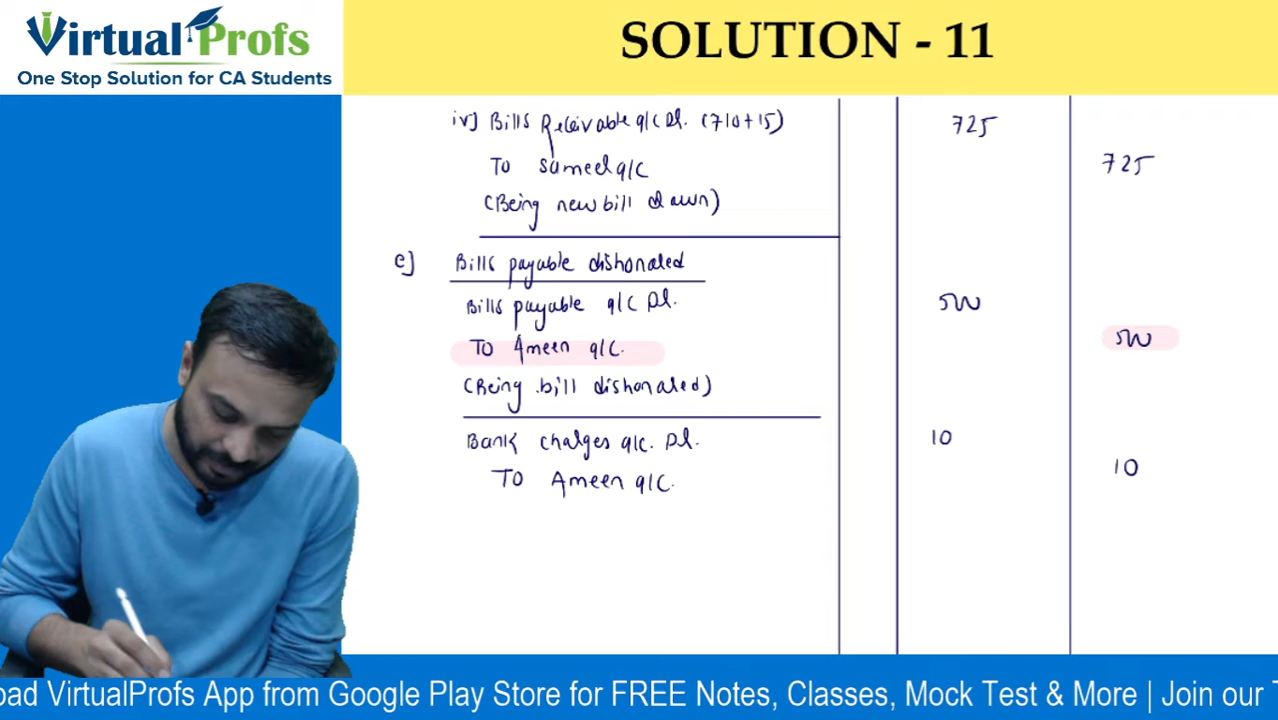 Virtual Profs
One Stop Solution for CA Students
SOLUTION - 11
iv] Bills Receivable a/c Dr. (710+15) 725
To Sumeet a/c 725
(Being new bill drawn)
e] Bills payable dishonored
Bills payable a/c Dr. 500
To Ameen a/c. 500
(Being bill dishonored)
Bank charges a/c. Dr. 10
To Ameen a/c. 10
oad VirtualProfs App from Google Play Store for FREE Notes, Classes, Mock Test & More | Join our T